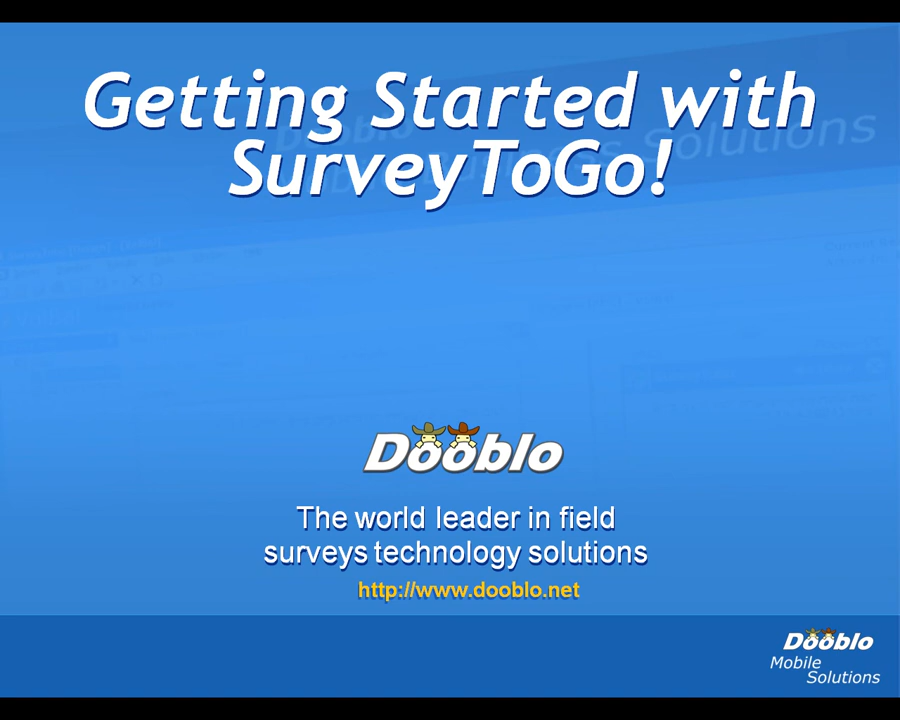 Getting Started with
SurveyToGo!
Solutions
Dooblo
The world leader in field
surveys technology solutions
http://www.dooblo.net
Dooblo
Mobile
Solutions